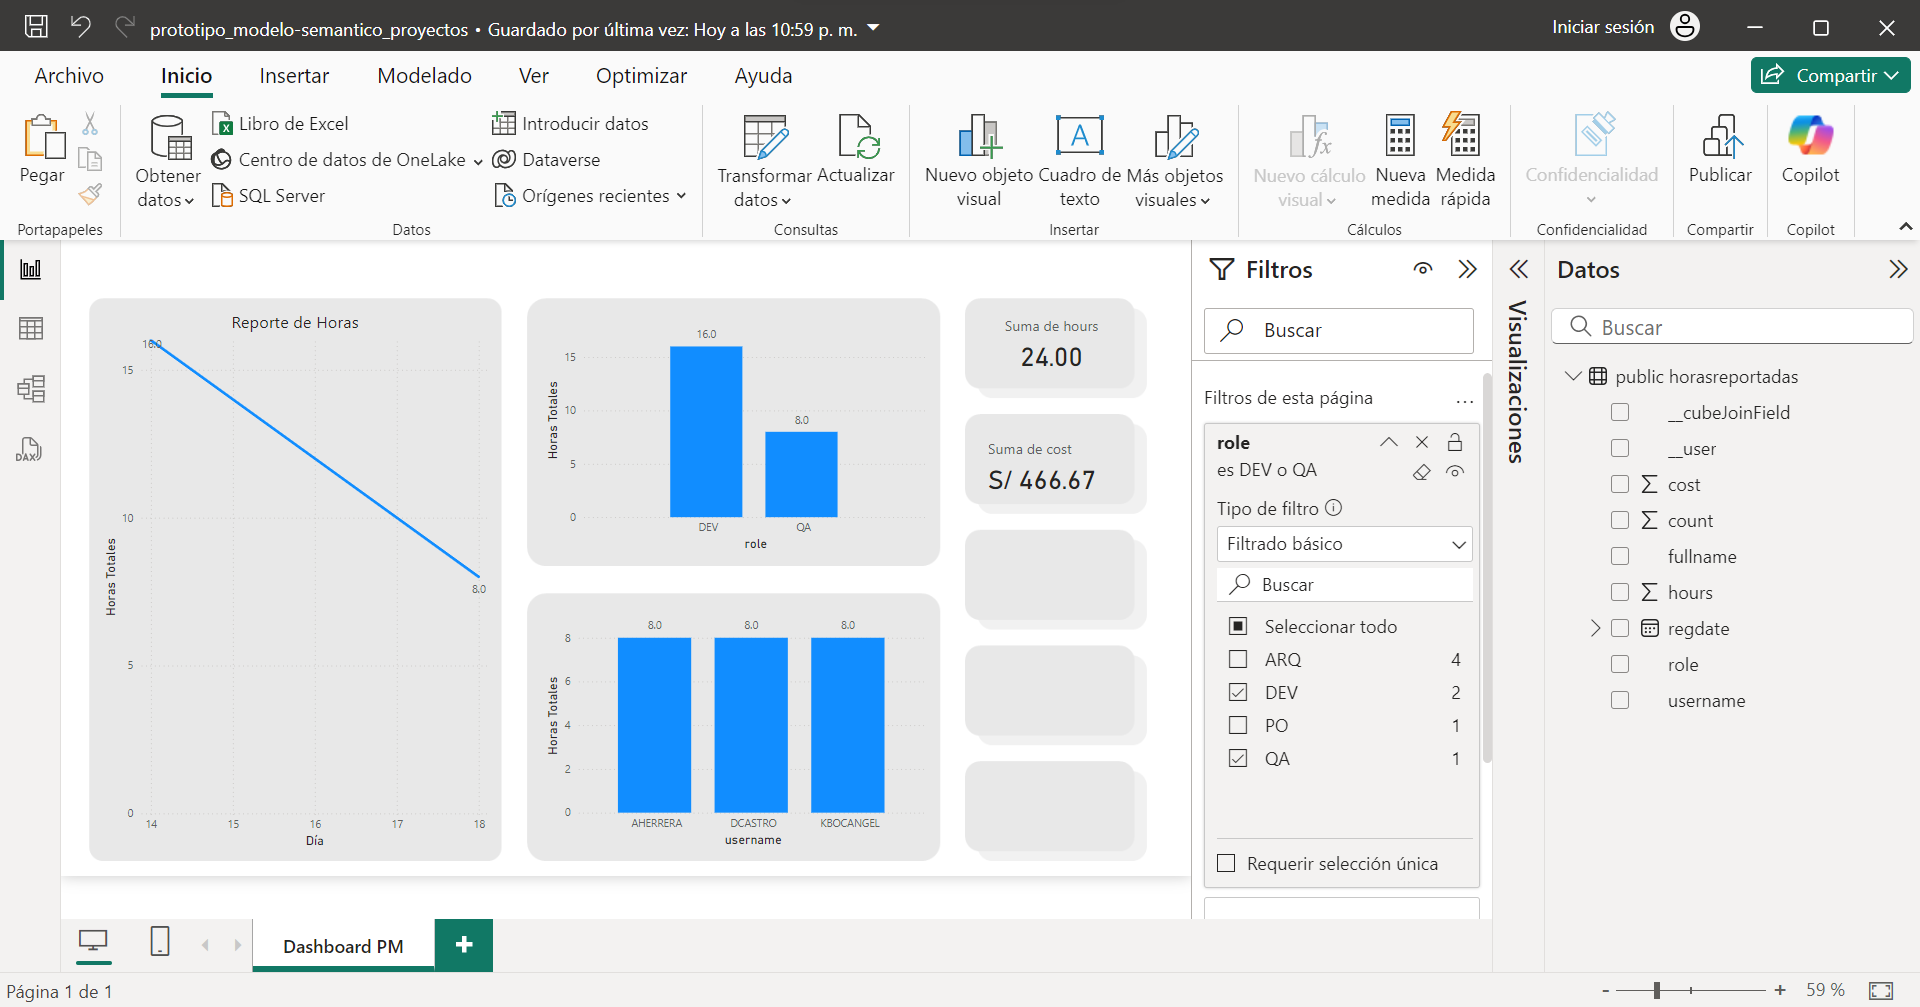 prototipo_modelo-semantico_proyectos • Guardado por última vez: Hoy a las 10:59 p. m.
Iniciar sesión
Archivo
Inicio
Insertar
Modelado
Ver
Optimizar
Ayuda
Compartir
Pegar
Portapapeles
Obtener
datos
Libro de Excel
Centro de datos de OneLake
SQL Server
Introducir datos
Dataverse
Orígenes recientes
Datos
Transformar
datos
Actualizar
Consultas
Nuevo objeto
visual
Cuadro de
texto
Más objetos
visuales
Insertar
Nuevo cálculo
visual
Nueva
medida
Medida
rápida
Cálculos
Confidencialidad
Confidencialidad
Publicar
Compartir
Copilot
Copilot
DAX
Reporte de Horas
16.0
15
10
5
0
8.0
14
15
16
17
18
Horas Totales
Día
16.0
8.0
15
10
5
0
Horas Totales
DEV
QA
role
8.0
8.0
8.0
8
6
4
2
0
Horas Totales
AHERRERA
DCASTRO
KBOCANGEL
username
Suma de hours
24.00
Suma de cost
S/ 466.67
Filtros
Buscar
Filtros de esta página
...
role
es DEV o QA
Tipo de filtro
Filtrado básico
Buscar
Seleccionar todo
ARQ 4
DEV 2
PO 1
QA 1
Requerir selección única
Visualizaciones
Datos
Buscar
public horasreportadas
__cubeJoinField
__user
cost
count
fullname
hours
regdate
role
username
Dashboard PM
+
Página 1 de 1
- + 59 %